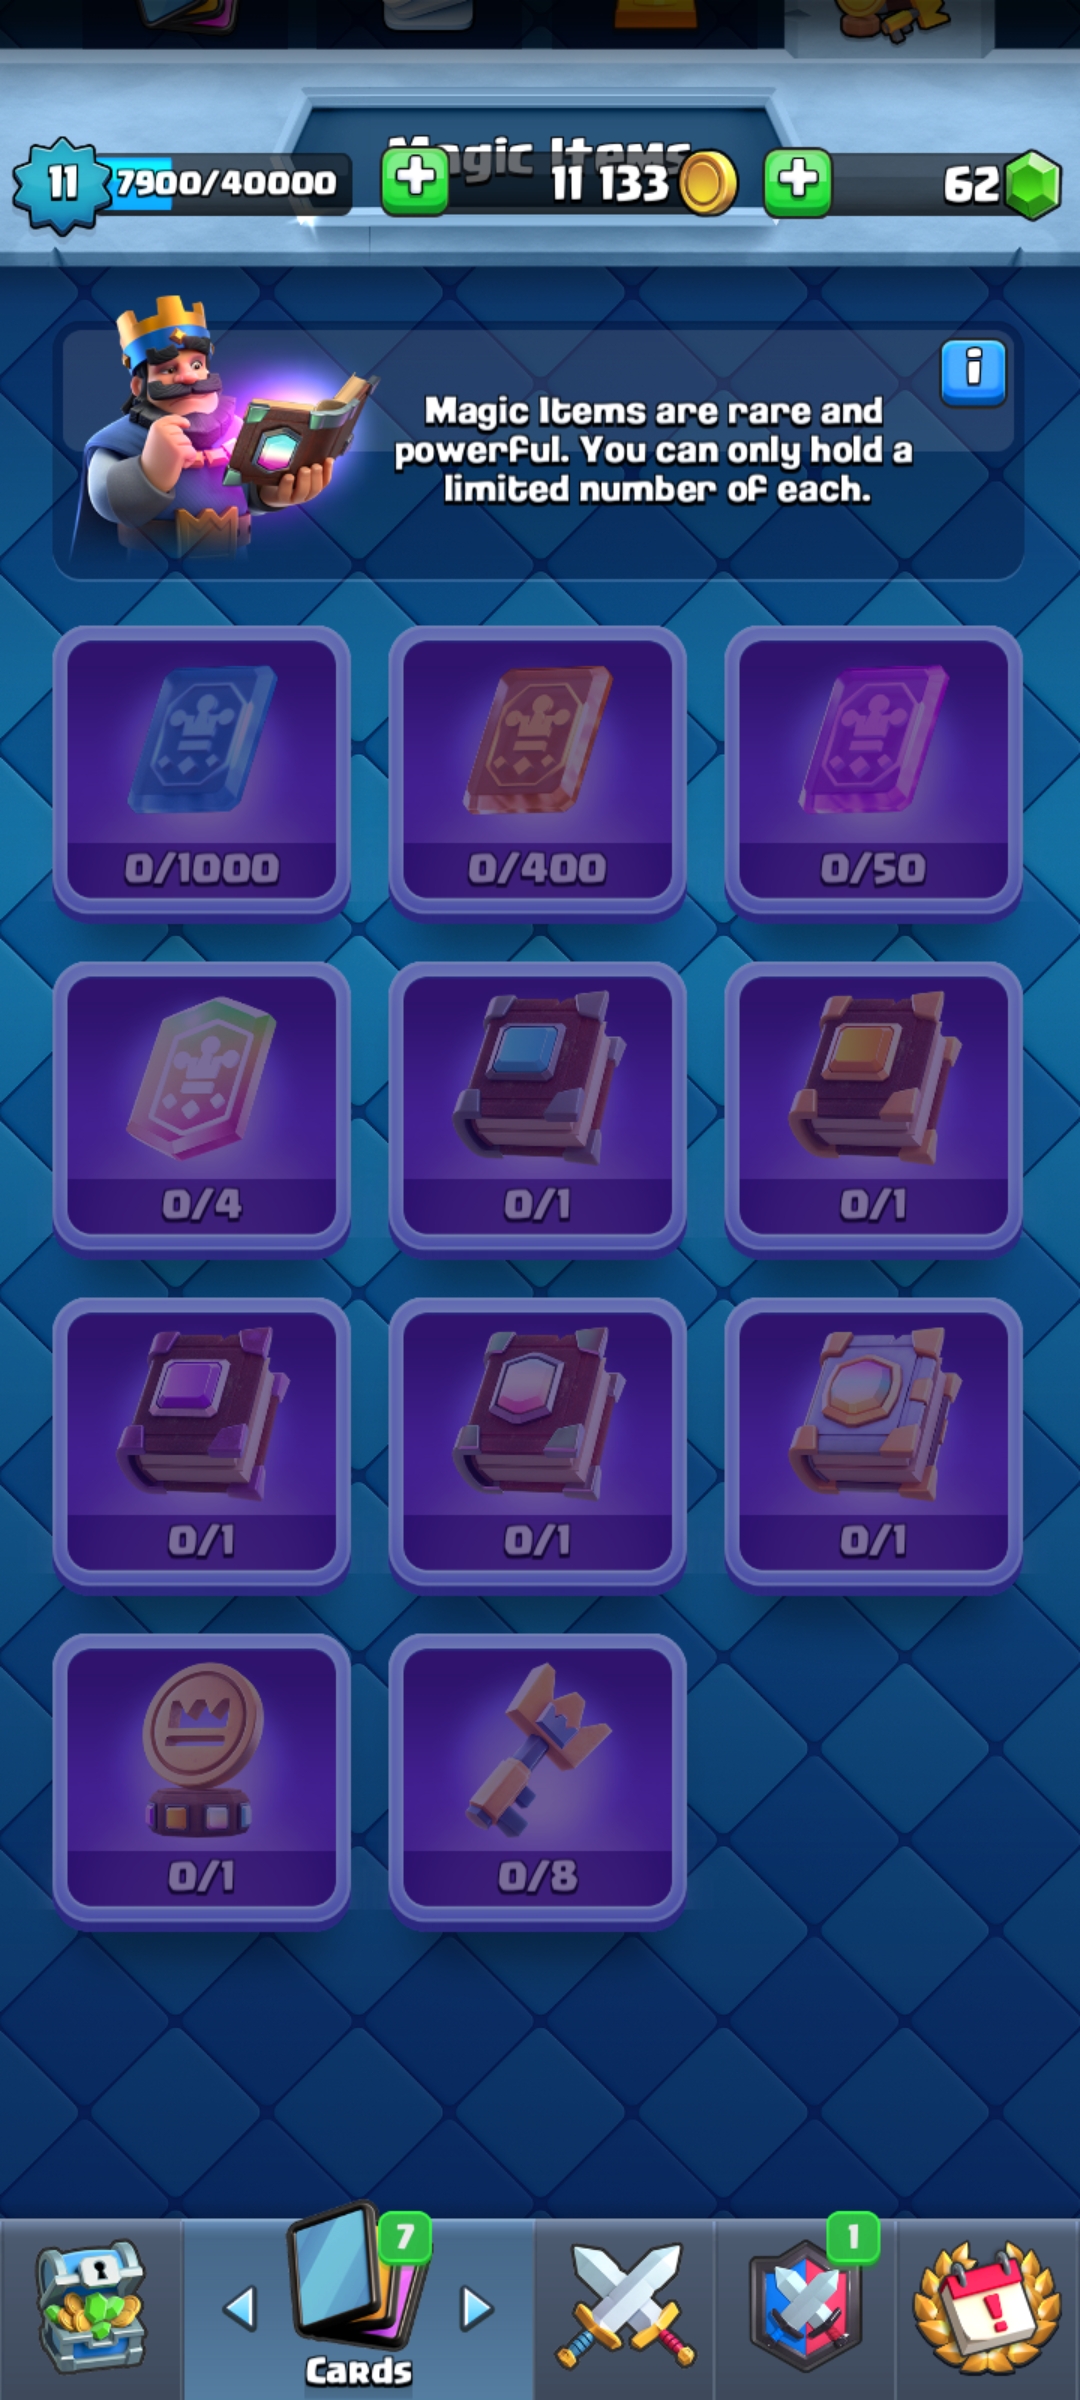 Magic Items
11
7900/40000
11 133
62
i
Magic Items are rare and
powerful. You can only hold a
limited number of each.
0/1000
0/400
0/50
0/4
0/1
0/1
0/1
0/1
0/1
0/1
0/8
7
1
Cards